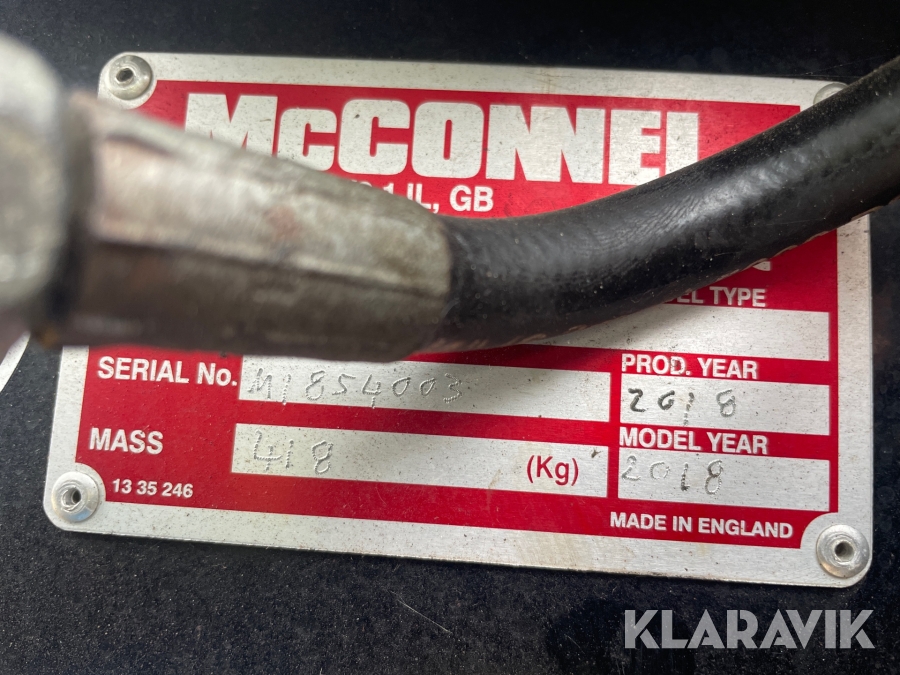 McCONNEL
1JL, GB
TYPE
SERIAL No. M1854003
PROD. YEAR 2018
MASS 418 (Kg)
MODEL YEAR 2018
13 35 246
MADE IN ENGLAND
KLARAVIK